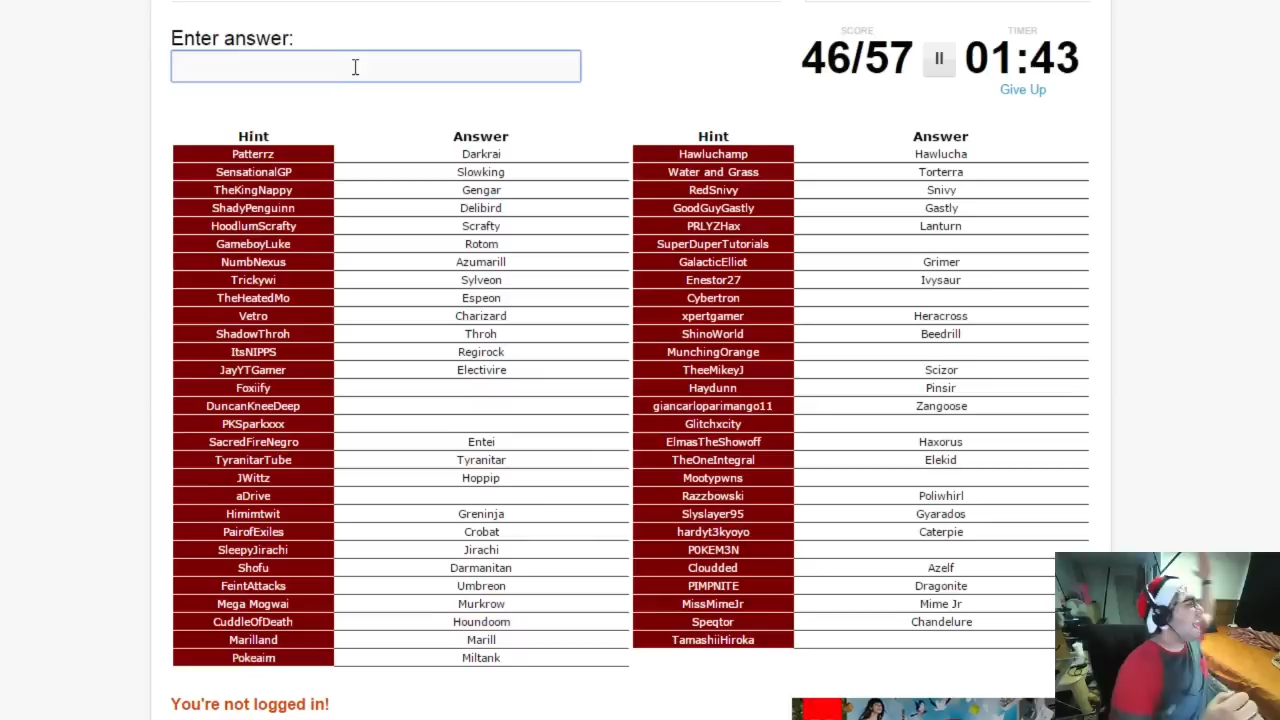 Enter answer:
SCORE
46/57
TIMER
01:43
Give Up
Hint Answer
Patterrz Darkrai
SensationalGP Slowking
TheKingNappy Gengar
ShadyPenguinn Delibird
HoodlumScrafty Scrafty
GameboyLuke Rotom
NumbNexus Azumarill
Trickywi Sylveon
TheHeatedMo Espeon
Vetro Charizard
ShadowThroh Throh
ItsNIPPS Regirock
JayYTGamer Electivire
Foxiify
DuncanKneeDeep
PKSparkxxx
SacredFireNegro Entei
TyranitarTube Tyranitar
JWittz Hoppip
aDrive
Himimtwit Greninja
PairofExiles Crobat
SleepyJirachi Jirachi
Shofu Darmanitan
FeintAttacks Umbreon
Mega Mogwai Murkrow
CuddleOfDeath Houndoom
Marilland Marill
Pokeaim Miltank
Hint Answer
Hawluchamp Hawlucha
Water and Grass Torterra
RedSnivy Snivy
GoodGuyGastly Gastly
PRLYZHax Lanturn
SuperDuperTutorials
GalacticElliot Grimer
Enestor27 Ivysaur
Cybertron
xpertgamer Heracross
ShinoWorld Beedrill
MunchingOrange
TheeMikeyJ Scizor
Haydunn Pinsir
giancarloparimango11 Zangoose
Glitchxcity
ElmasTheShowoff Haxorus
TheOneIntegral Elekid
Mootypwns
Razzbowski Poliwhirl
Slyslayer95 Gyarados
hardyt3kyoyo Caterpie
P0KEM3N
Cloudded Azelf
PIMPNITE Dragonite
MissMimeJr Mime Jr
Speqtor Chandelure
TamashiiHiroka
You're not logged in!